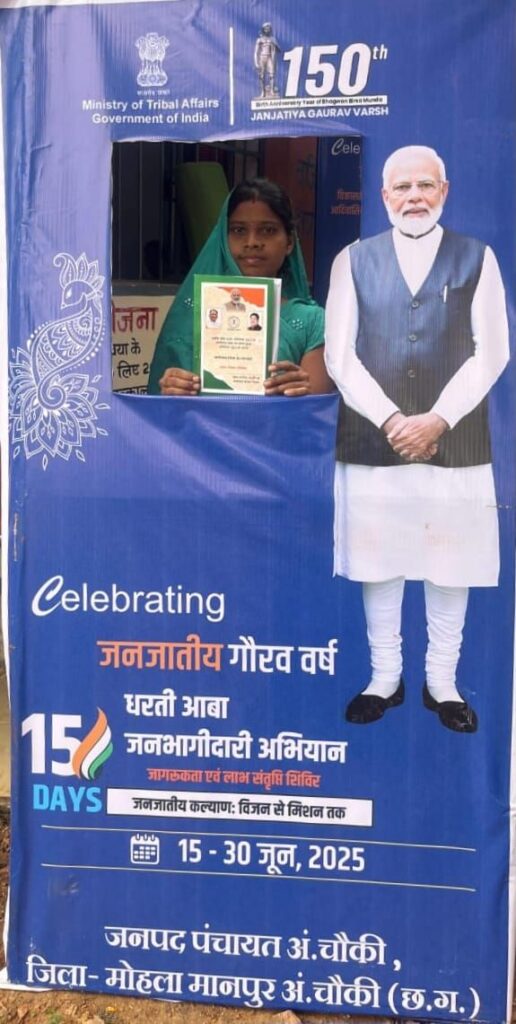 Ministry of Tribal Affairs
Government of India
150th
Birth Anniversary Year of Bhagwan Birsa Munda
JANJATIYA GAURAV VARSH
Cele
जना
के
लिए
Celebrating
जनजातीय गौरव वर्ष
15 DAYS
धरती आबा
जनभागीदारी अभियान
जागरूकता एवं लाभ संतृप्ति शिविर
जनजातीय कल्याण: विजन से मिशन तक
15 - 30 जून, 2025
जनपद पंचायत अं.चौकी ,
जिला- मोहला मानपुर अं.चौकी (छ.ग.)